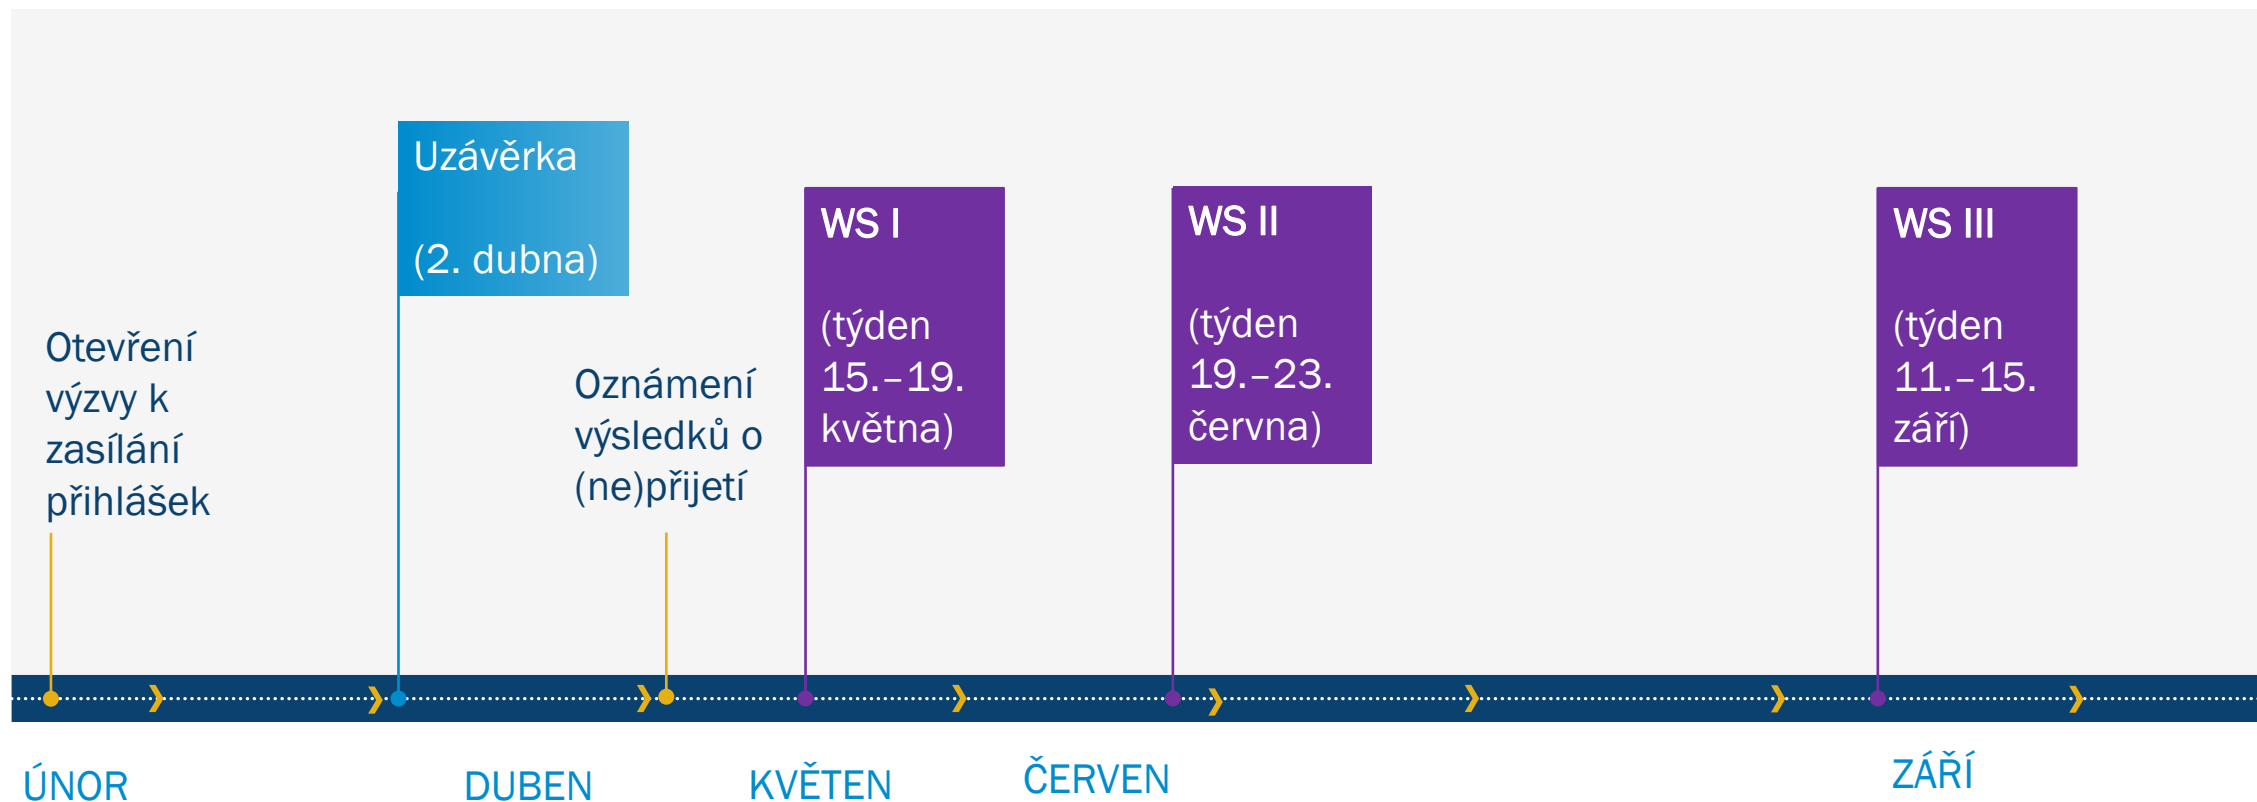 Otevření
výzvy k
zasílání
přihlášek
Uzávěrka
(2. dubna)
Oznámení
výsledků o
(ne)přijetí
WS I
(týden
15.–19.
května)
WS II
(týden
19.–23.
června)
WS III
(týden
11.–15.
září)
ÚNOR
DUBEN
KVĚTEN
ČERVEN
ZÁŘÍ